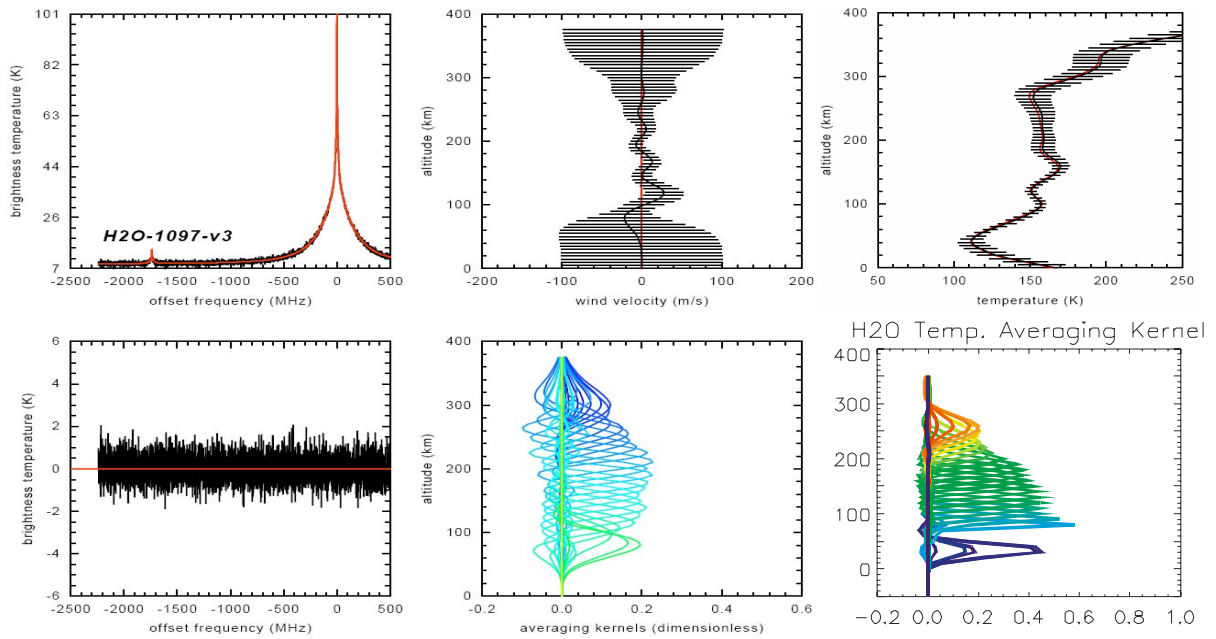 101
82
63
44
26
7
brightness temperature (K)
H2O-1097-v3
-2500 -2000 -1500 -1000 -500 0 500
offset frequency (MHz)
400
300
200
100
0
altitude (km)
-200 -100 0 100 200
wind velocity (m/s)
400
300
200
100
0
altitude (km)
50 100 150 200 250
temperature (K)
6
4
2
0
-2
-4
-6
brightness temperature (K)
-2500 -2000 -1500 -1000 -500 0 500
offset frequency (MHz)
400
300
200
100
0
altitude (km)
-0.2 0.0 0.2 0.4 0.6
averaging kernels (dimensionless)
H2O Temp. Averaging Kernel
400
300
200
100
0
-0.2 0.0 0.2 0.4 0.6 0.8 1.0